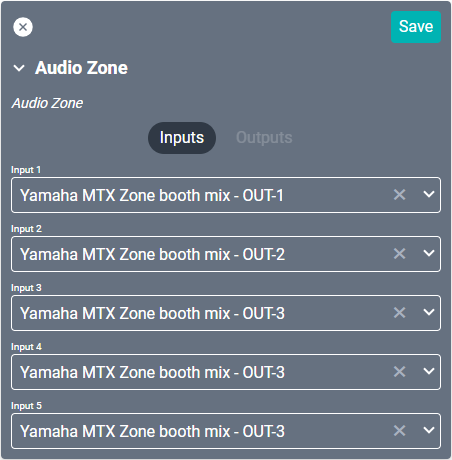 Save
Audio Zone
Audio Zone
Inputs Outputs
Input 1
Yamaha MTX Zone booth mix - OUT-1
Input 2
Yamaha MTX Zone booth mix - OUT-2
Input 3
Yamaha MTX Zone booth mix - OUT-3
Input 4
Yamaha MTX Zone booth mix - OUT-3
Input 5
Yamaha MTX Zone booth mix - OUT-3